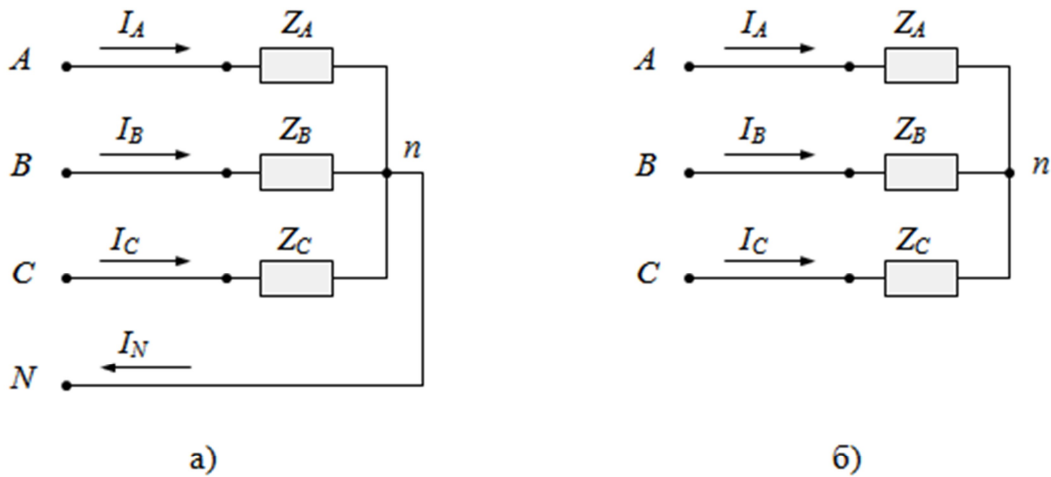 I_A Z_A
A
I_B Z_B
B n
I_C Z_C
C
I_N
N
а)
I_A Z_A
A
I_B Z_B
B n
I_C Z_C
C
б)